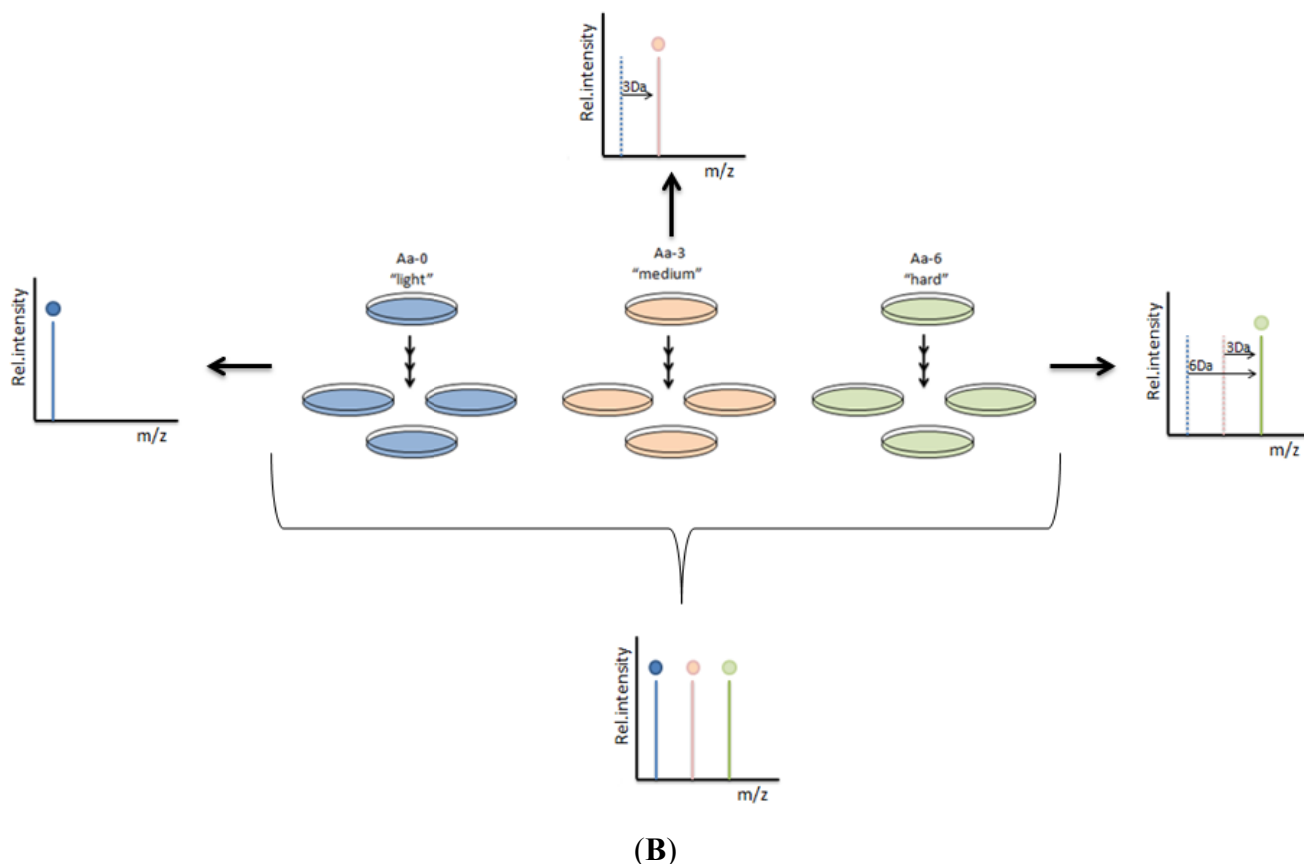 Rel.intensity
3Da
m/z
Aa-0
"light"
Aa-3
"medium"
Aa-6
"hard"
Rel.intensity
m/z
Rel.intensity
3Da
6Da
m/z
Rel.intensity
m/z
(B)